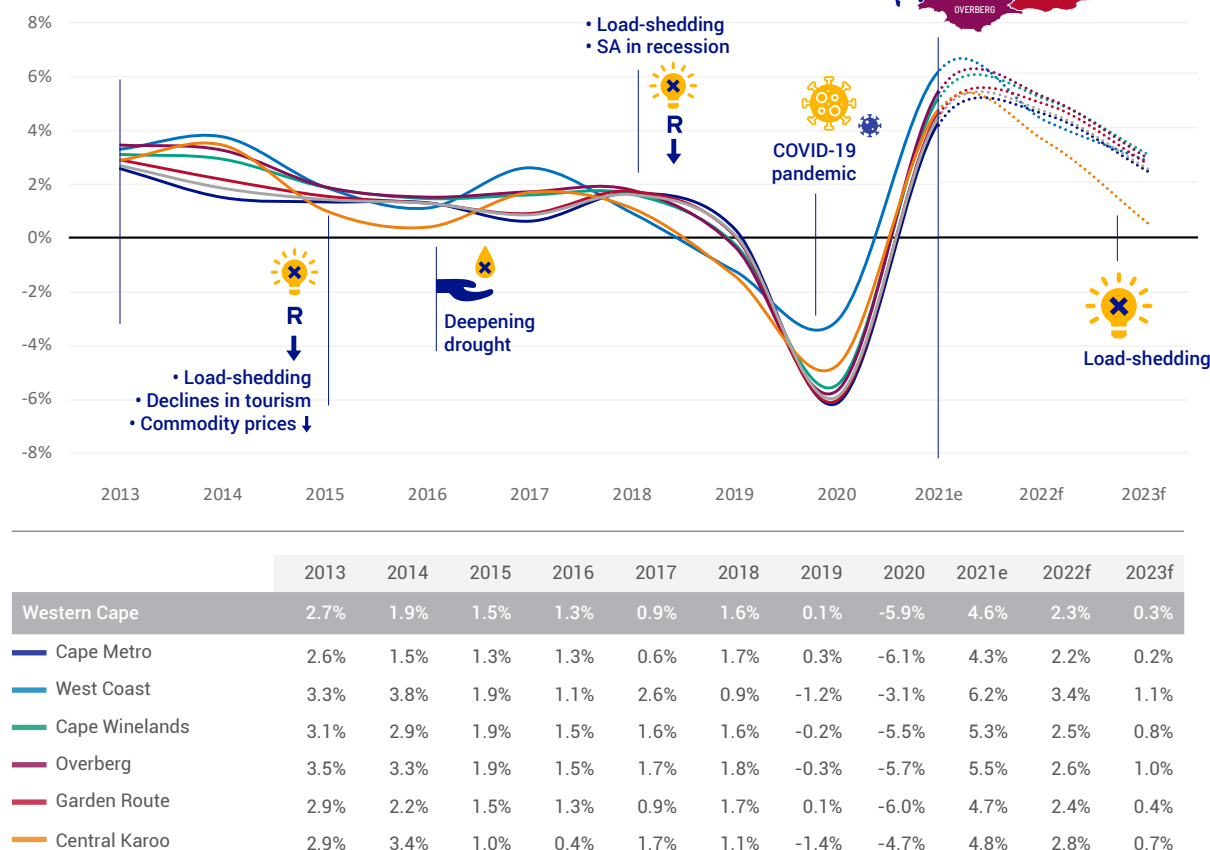 OVERBERG
8%
6%
4%
2%
0%
-2%
-4%
-6%
-8%
• Load-shedding
• SA in recession
R
COVID-19
pandemic
R
• Load-shedding
• Declines in tourism
• Commodity prices
Deepening
drought
Load-shedding
2013 2014 2015 2016 2017 2018 2019 2020 2021e 2022f 2023f
2013 2014 2015 2016 2017 2018 2019 2020 2021e 2022f 2023f
Western Cape 2.7% 1.9% 1.5% 1.3% 0.9% 1.6% 0.1% -5.9% 4.6% 2.3% 0.3%
Cape Metro 2.6% 1.5% 1.3% 1.3% 0.6% 1.7% 0.3% -6.1% 4.3% 2.2% 0.2%
West Coast 3.3% 3.8% 1.9% 1.1% 2.6% 0.9% -1.2% -3.1% 6.2% 3.4% 1.1%
Cape Winelands 3.1% 2.9% 1.9% 1.5% 1.6% 1.6% -0.2% -5.5% 5.3% 2.5% 0.8%
Overberg 3.5% 3.3% 1.9% 1.5% 1.7% 1.8% -0.3% -5.7% 5.5% 2.6% 1.0%
Garden Route 2.9% 2.2% 1.5% 1.3% 0.9% 1.7% 0.1% -6.0% 4.7% 2.4% 0.4%
Central Karoo 2.9% 3.4% 1.0% 0.4% 1.7% 1.1% -1.4% -4.7% 4.8% 2.8% 0.7%